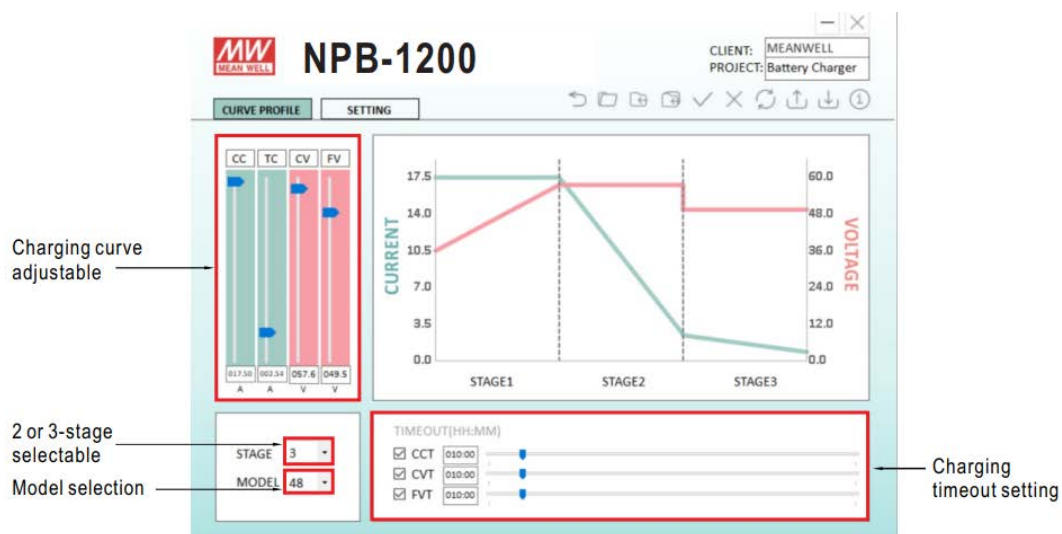 MW
MEAN WELL
NPB-1200
CLIENT: MEANWELL
PROJECT: Battery Charger
CURVE PROFILE SETTING
CC TC CV FV
017.50 002.54 057.6 049.5
A A V V
Charging curve
adjustable
CURRENT
17.5
14.0
10.5
7.0
3.5
0.0
60.0
48.0
36.0
24.0
12.0
0.0
VOLTAGE
STAGE1 STAGE2 STAGE3
2 or 3-stage
selectable
Model selection
STAGE 3
MODEL 48
TIMEOUT(HH:MM)
CCT 010:00
CVT 010:00
FVT 010:00
Charging
timeout setting